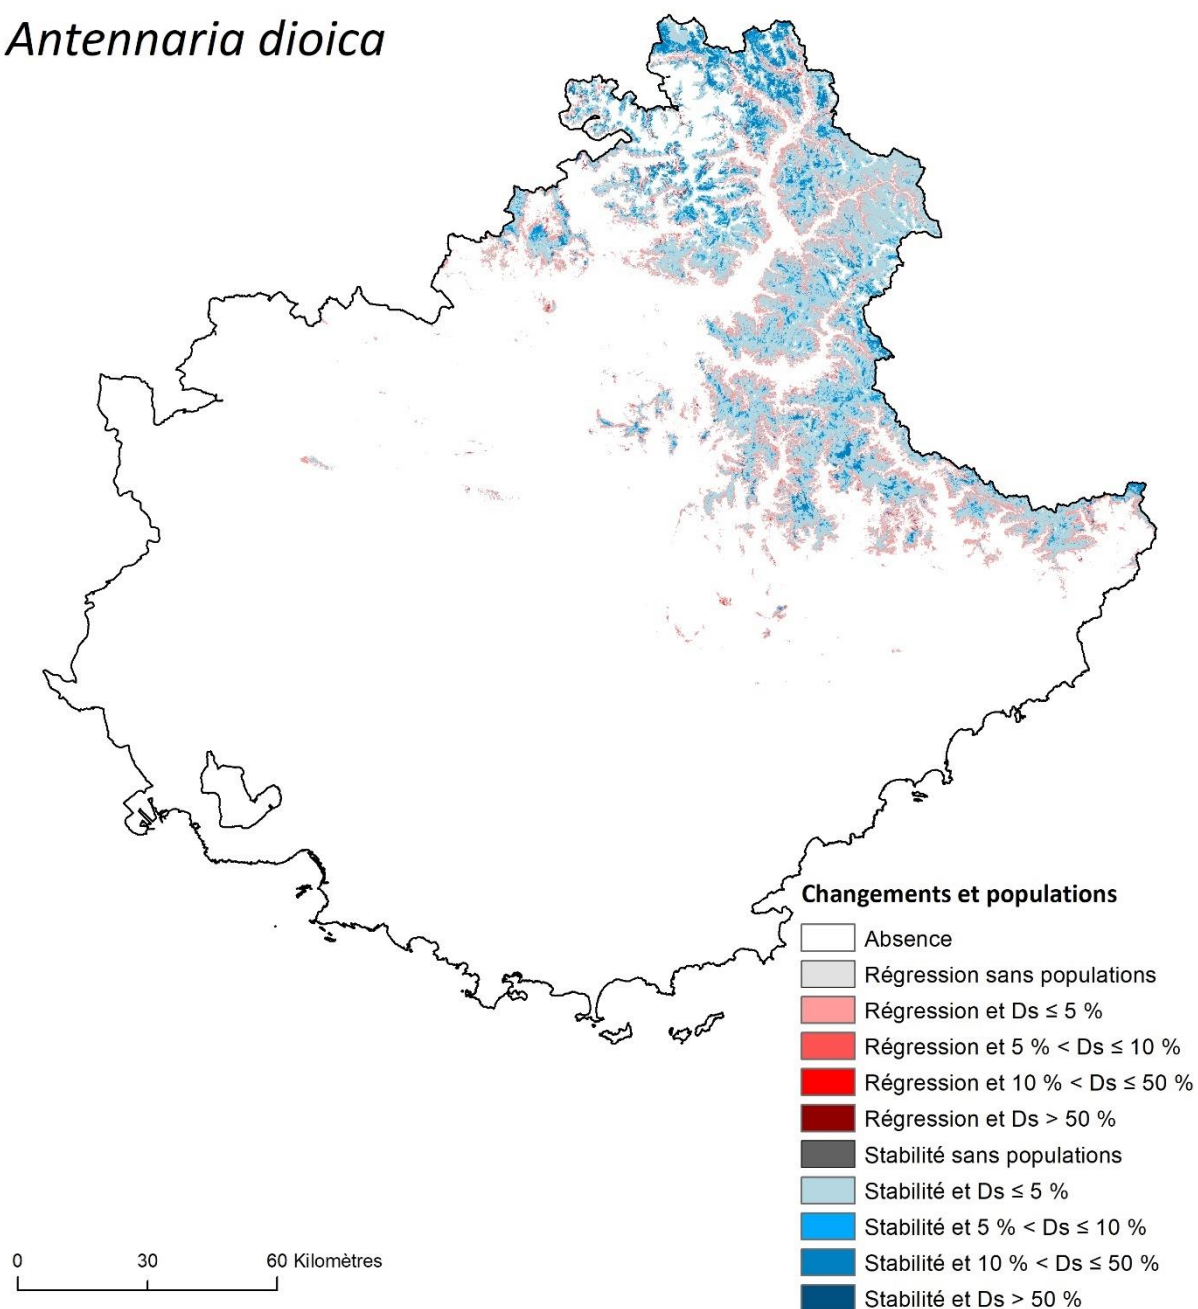 Antennaria dioica
Changements et populations
Absence
Régression sans populations
Régression et Ds ≤ 5 %
Régression et 5 % < Ds ≤ 10 %
Régression et 10 % < Ds ≤ 50 %
Régression et Ds > 50 %
Stabilité sans populations
Stabilité et Ds ≤ 5 %
Stabilité et 5 % < Ds ≤ 10 %
Stabilité et 10 % < Ds ≤ 50 %
Stabilité et Ds > 50 %
0 30 60 Kilomètres